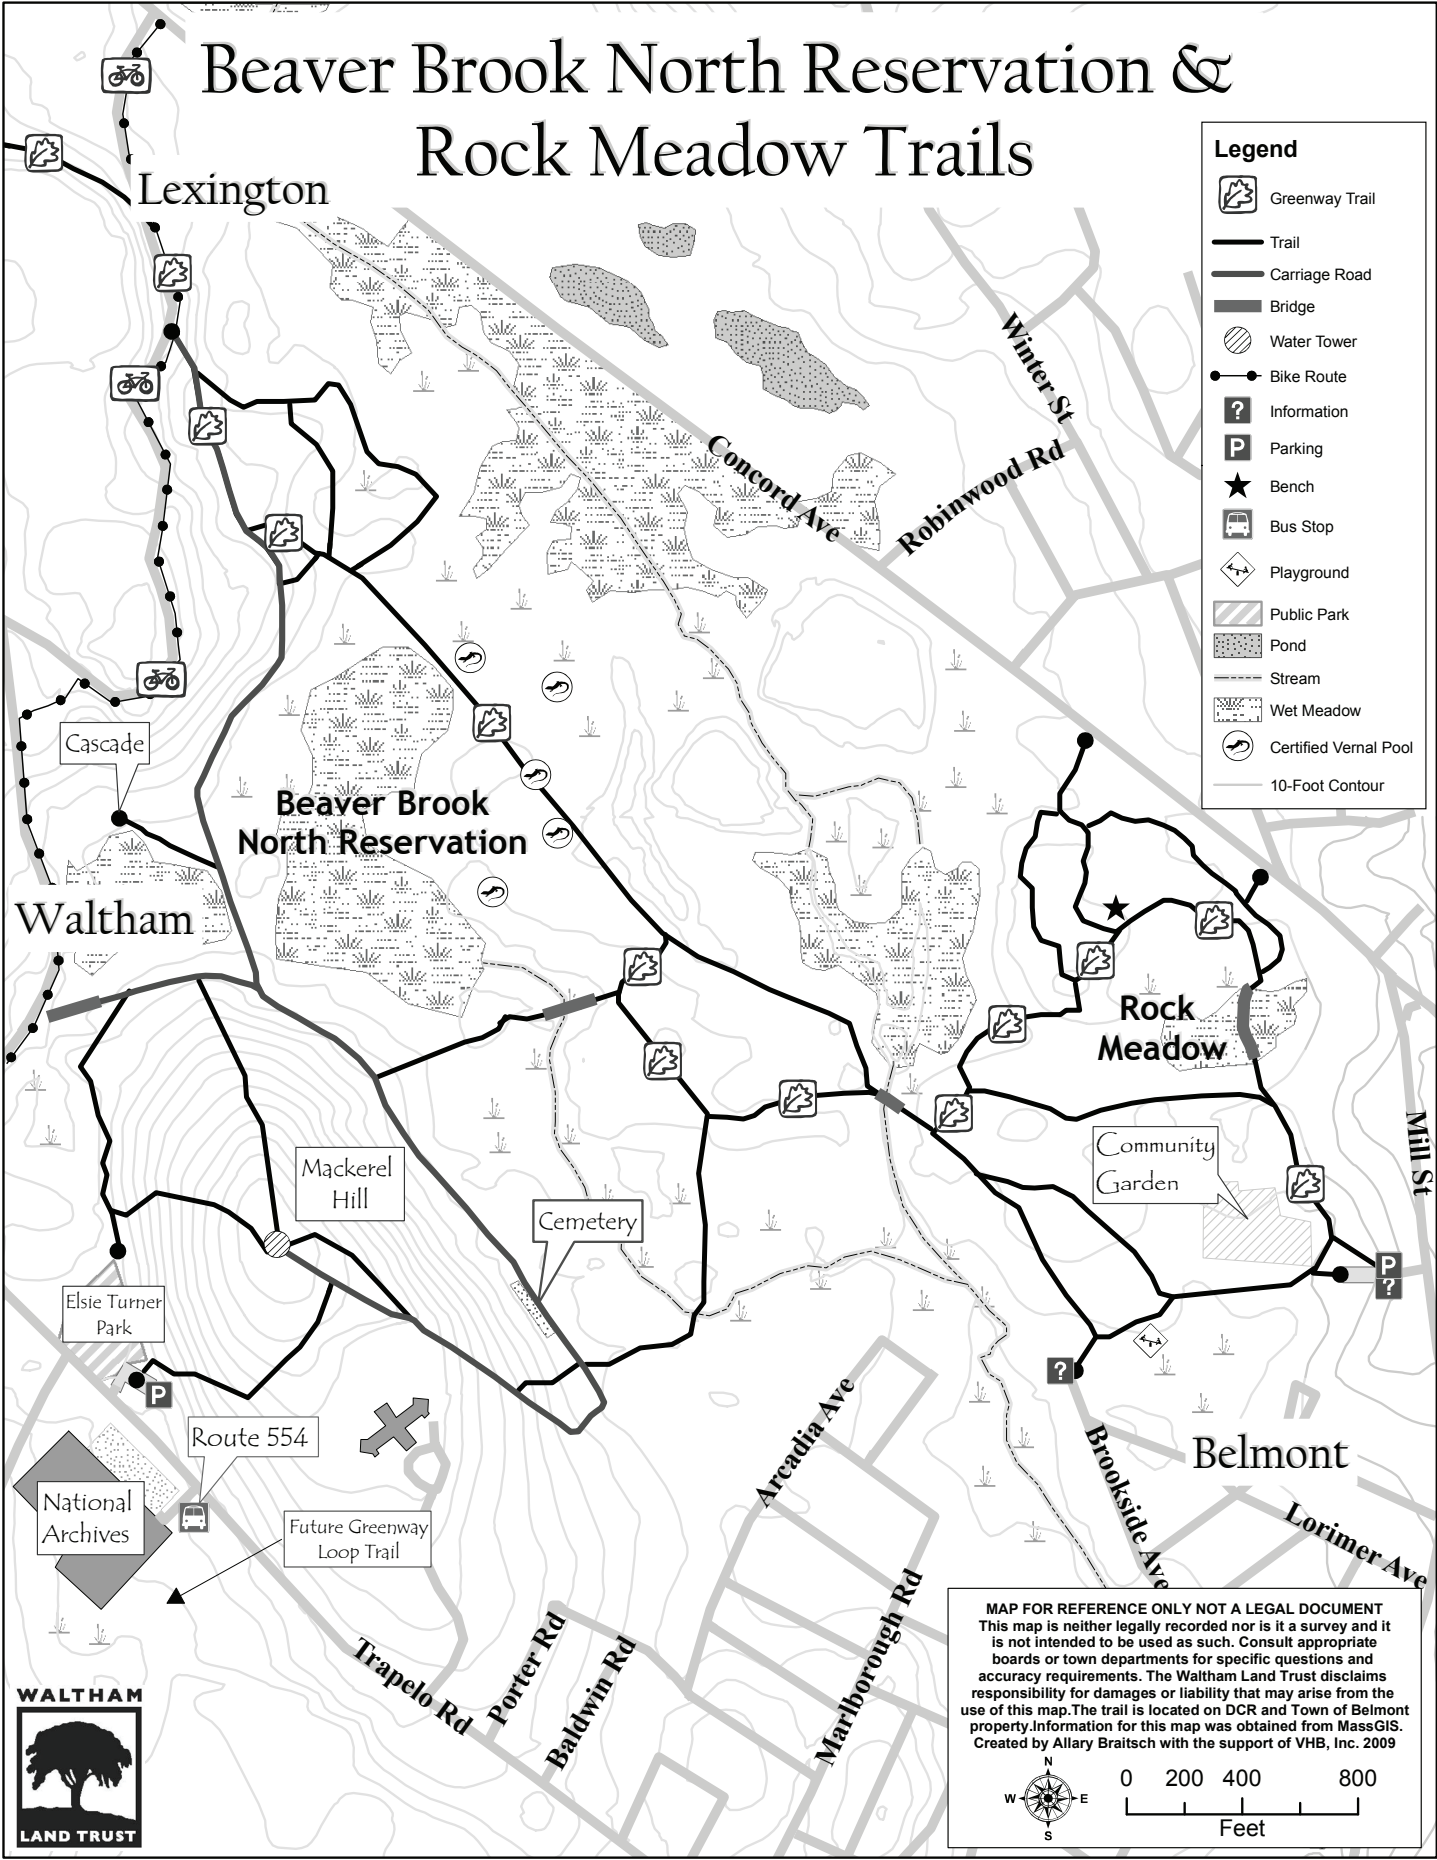 Beaver Brook North Reservation &
Rock Meadow Trails
Lexington
Legend
Greenway Trail
Trail
Carriage Road
Bridge
Water Tower
Bike Route
?
Information
P
Parking
Bench
Bus Stop
Playground
Public Park
Pond
Stream
Wet Meadow
Certified Vernal Pool
10-Foot Contour
Winter St
Concord Ave
Robinwood Rd
Cascade
Beaver Brook
North Reservation
Waltham
Rock
Meadow
Mill St
Community
Garden
Mackerel
Hill
Cemetery
P
?
Elsie Turner
Park
P
?
Route 554
Arcadia Ave
Belmont
Brookside Ave
National
Archives
Future Greenway
Loop Trail
Lorimer Ave
Trapelo Rd
Porter Rd
Baldwin Rd
Marlborough Rd
MAP FOR REFERENCE ONLY NOT A LEGAL DOCUMENT
This map is neither legally recorded nor is it a survey and it
is not intended to be used as such. Consult appropriate
boards or town departments for specific questions and
accuracy requirements. The Waltham Land Trust disclaims
responsibility for damages or liability that may arise from the
use of this map.The trail is located on DCR and Town of Belmont
property.Information for this map was obtained from MassGIS.
Created by Allary Braitsch with the support of VHB, Inc. 2009
N
W E
S
0 200 400 800
Feet
WALTHAM
LAND TRUST